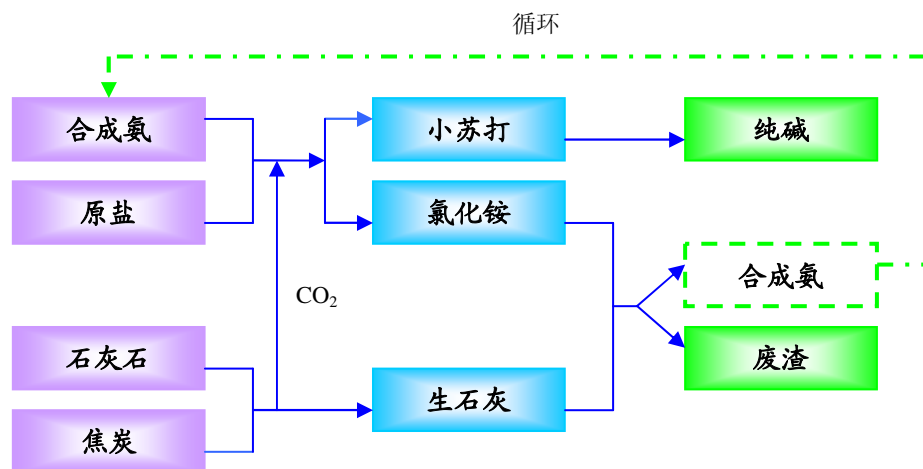 循环
合成氨
小苏打
纯碱
原盐
氯化铵
合成氨
CO₂
石灰石
废渣
生石灰
焦炭